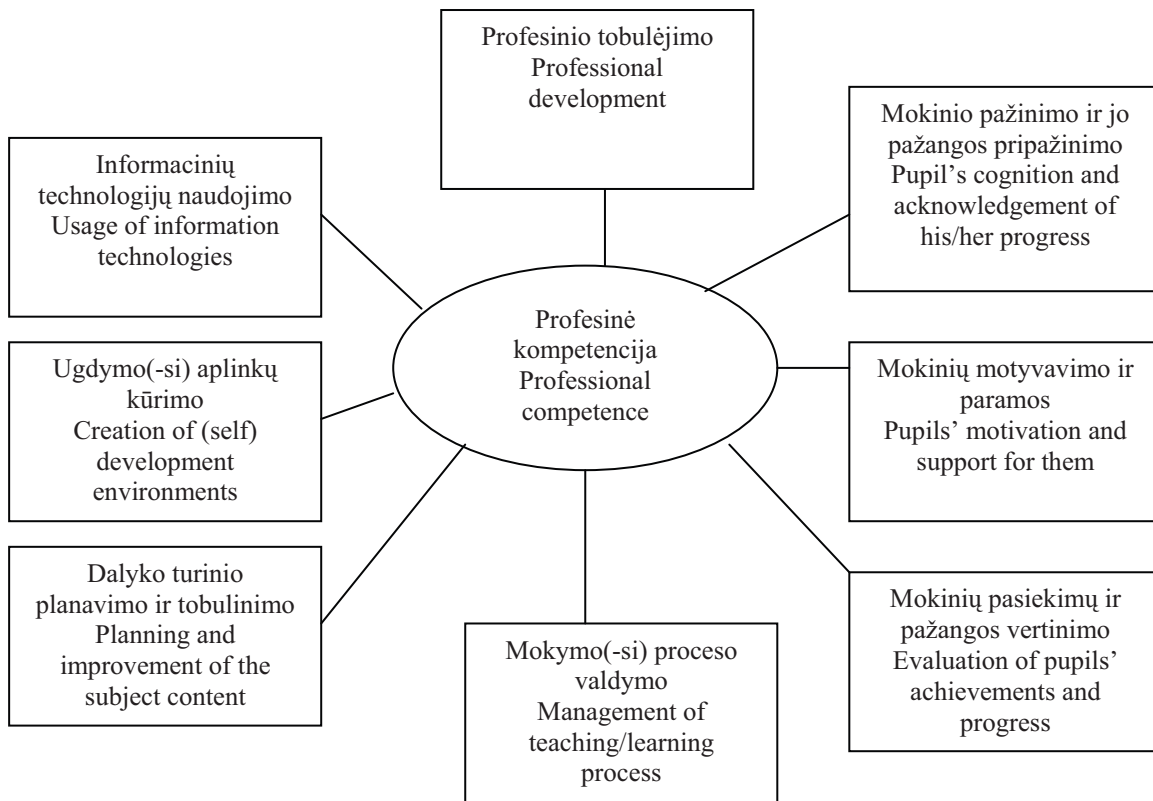 Profesinio tobulėjimo
Professional
development
Mokinio pažinimo ir jo
pažangos pripažinimo
Pupil’s cognition and
acknowledgement of
his/her progress
Informacinių
technologijų naudojimo
Usage of information
technologies
Profesinė
kompetencija
Professional
competence
Ugdymo(-si) aplinkų
kūrimo
Creation of (self)
development
environments
Mokinių motyvavimo ir
paramos
Pupils’ motivation and
support for them
Dalyko turinio
planavimo ir tobulinimo
Planning and
improvement of the
subject content
Mokymo(-si) proceso
valdymo
Management of
teaching/learning
process
Mokinių pasiekimų ir
pažangos vertinimo
Evaluation of pupils’
achievements and
progress